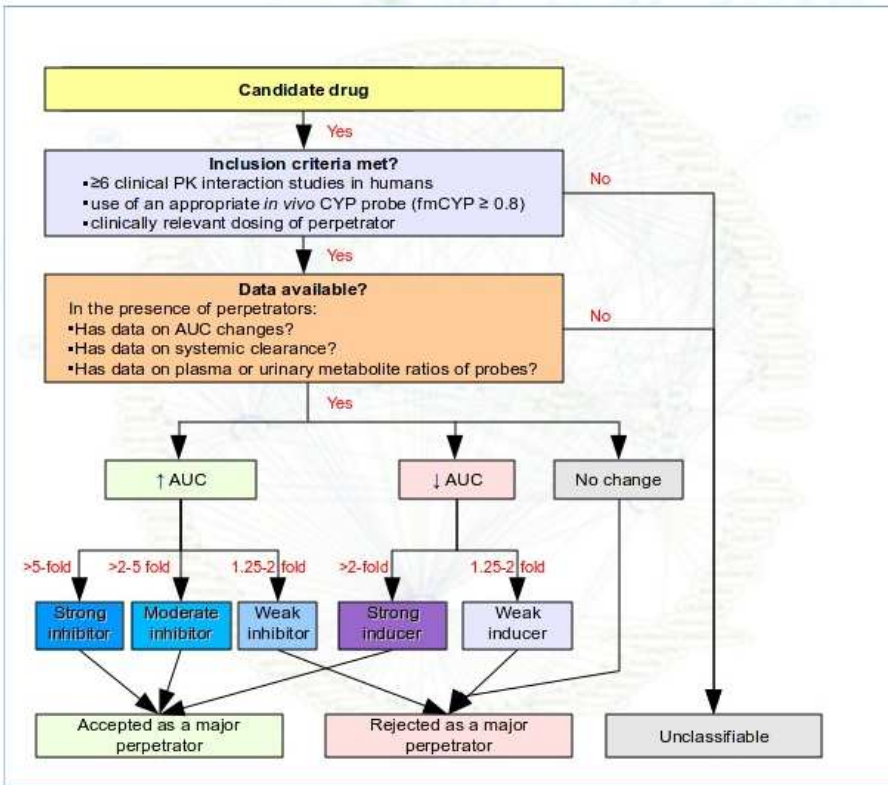 Candidate drug
Yes
Inclusion criteria met?
▪≥6 clinical PK interaction studies in humans
▪use of an appropriate in vivo CYP probe (fmCYP ≥ 0.8)
▪clinically relevant dosing of perpetrator
No
Yes
Data available?
In the presence of perpetrators:
▪Has data on AUC changes?
▪Has data on systemic clearance?
▪Has data on plasma or urinary metabolite ratios of probes?
No
Yes
↑ AUC
↓ AUC
No change
>5-fold
>2-5 fold
1.25-2 fold
>2-fold
1.25-2 fold
Strong
inhibitor
Moderate
inhibitor
Weak
inhibitor
Strong
inducer
Weak
inducer
Accepted as a major
perpetrator
Rejected as a major
perpetrator
Unclassifiable